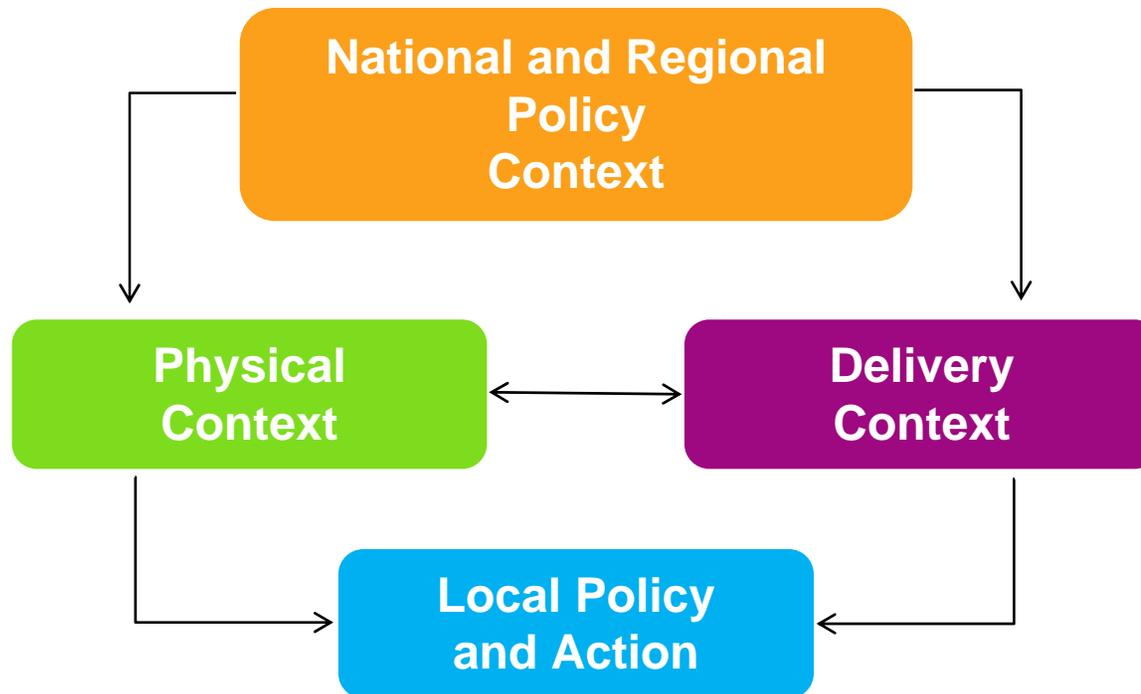 National and Regional
Policy
Context
Physical
Context
Delivery
Context
Local Policy
and Action